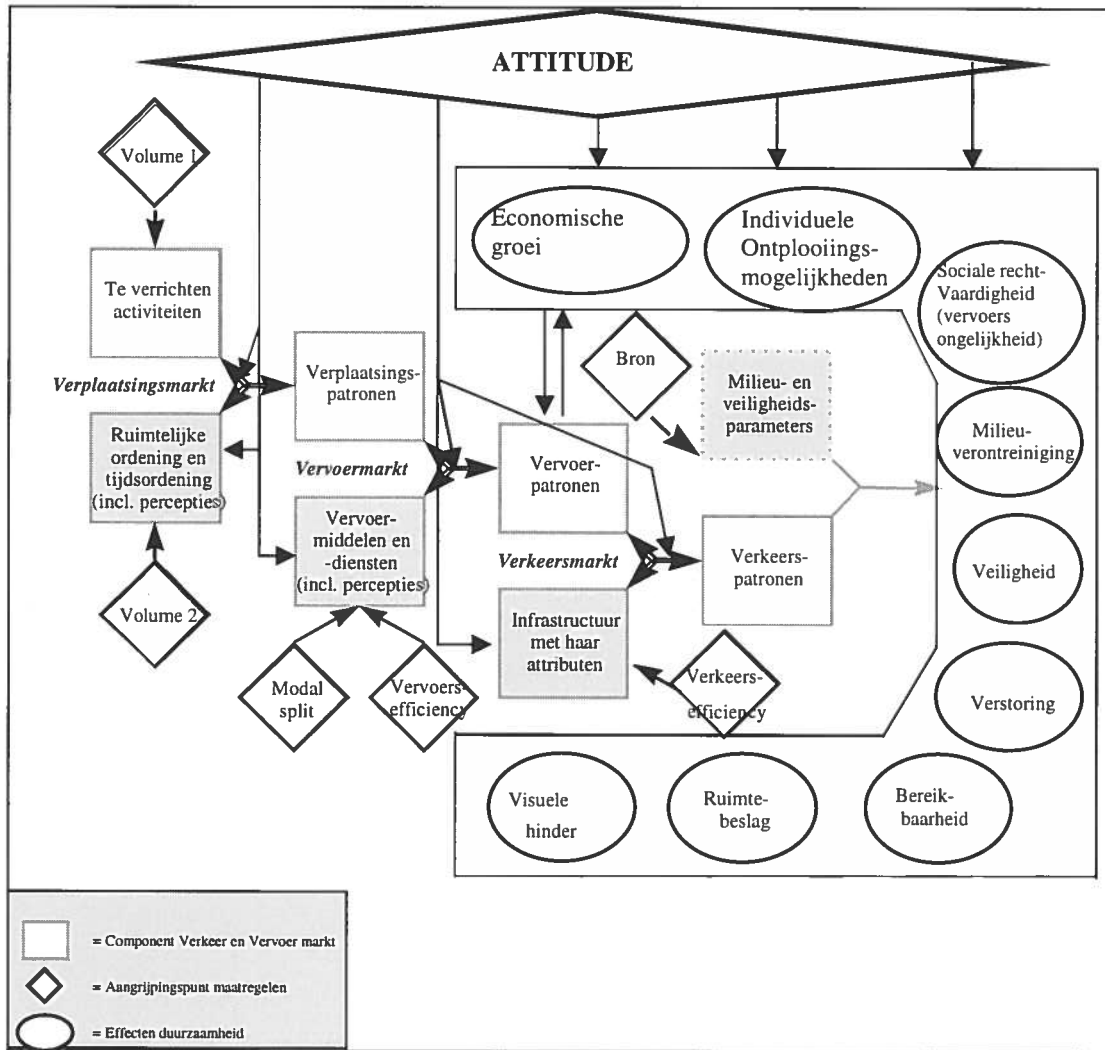 ATTITUDE
Volume 1
Economische
groei
Individuele
Ontplooiings-
mogelijkheden
Sociale recht-
Vaardigheid
(vervoers
ongelijkheid)
Te verrichten
activiteiten
Verplaatsingsmarkt
Verplaatsings-
patronen
Bron
Milieu- en
veiligheids-
parameters
Ruimtelijke
ordening en
tijdsordening
(incl. percepties)
Vervoermarkt
Vervoer-
patronen
Milieu-
verontreiniging
Vervoer-
middelen en
-diensten
(incl. percepties)
Verkeersmarkt
Verkeers-
patronen
Veiligheid
Volume 2
Infrastructuur
met haar
attributen
Modal
split
Vervoers-
efficiency
Verkeers-
efficiency
Verstoring
Visuele
hinder
Ruimte-
beslag
Bereik-
baarheid
= Component Verkeer en Vervoer markt
= Aangrijpingspunt maatregelen
= Effecten duurzaamheid